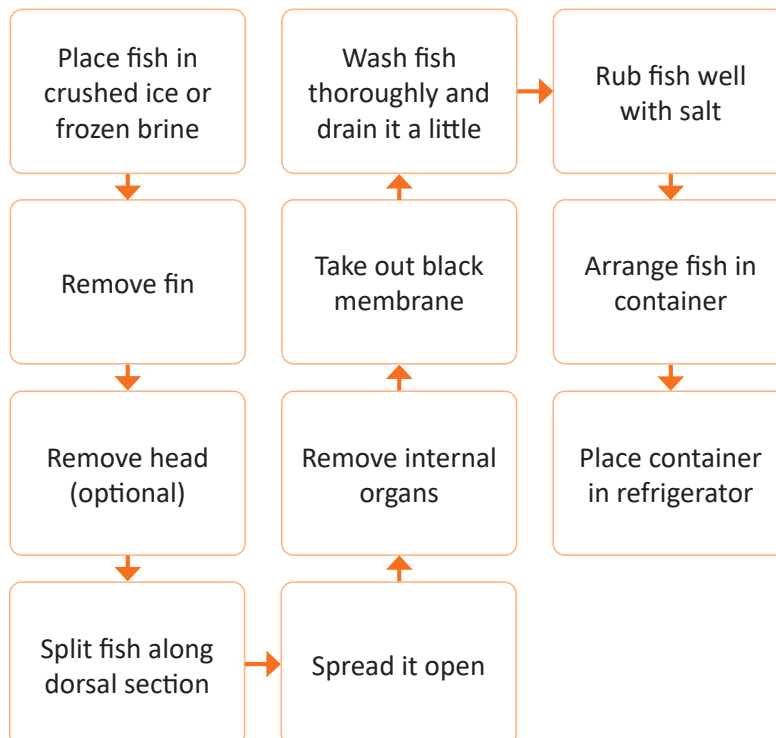 Place fish in
crushed ice or
frozen brine
Remove fin
Remove head
(optional)
Split fish along
dorsal section
Spread it open
Remove internal
organs
Take out black
membrane
Wash fish
thoroughly and
drain it a little
Rub fish well
with salt
Arrange fish in
container
Place container
in refrigerator